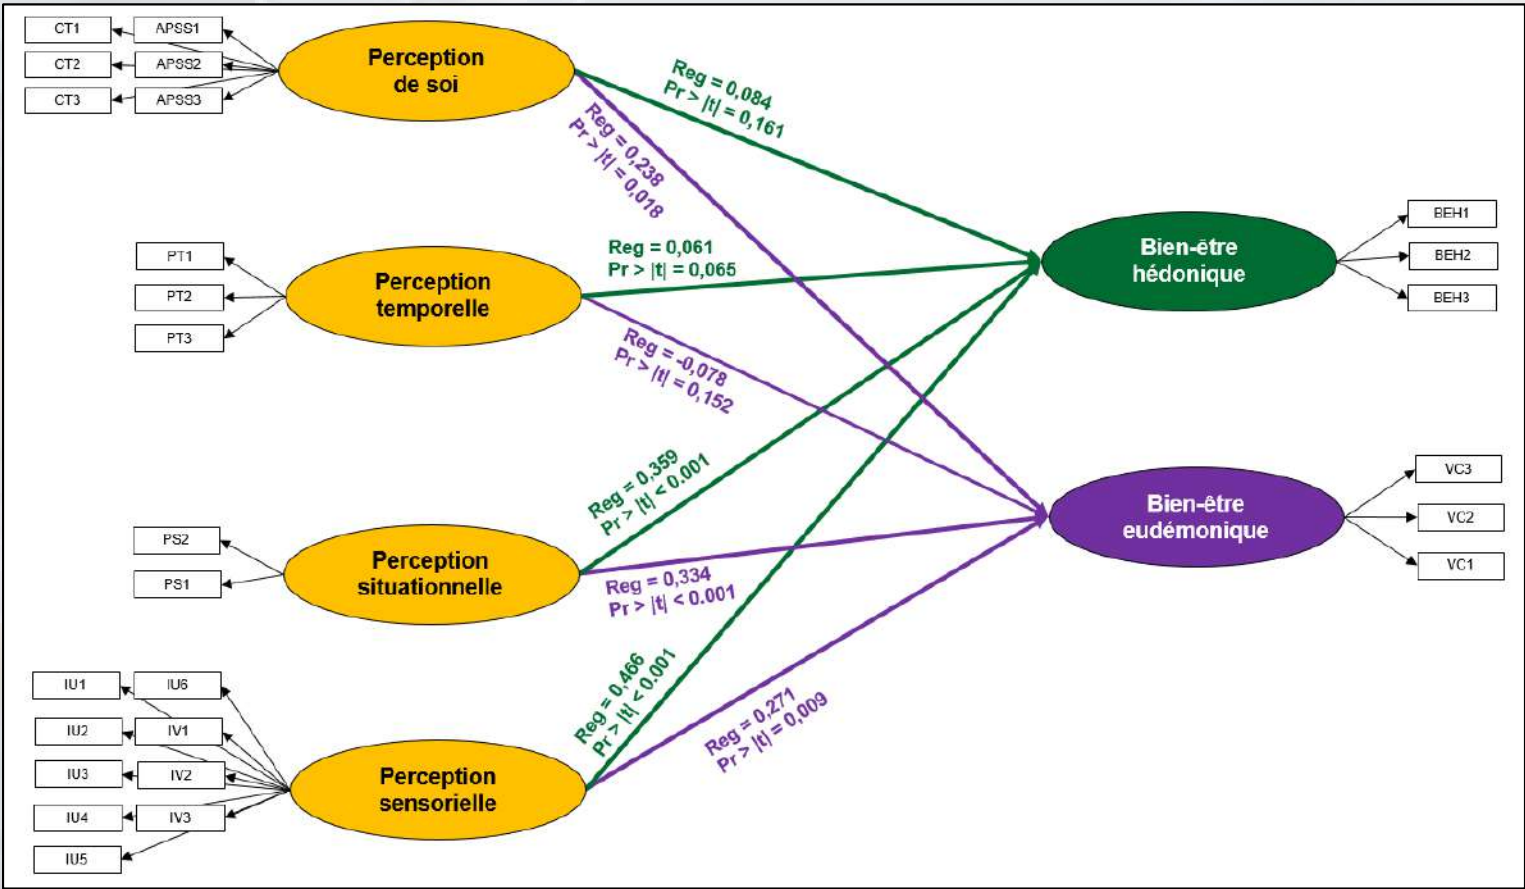 CT1
APSS1
CT2
APSS2
CT3
APSS3
Perception
de soi
Reg = 0,084
Pr > |t| = 0,161
Reg = 0,238
Pr > |t| = 0,018
PT1
PT2
PT3
Perception
temporelle
Reg = 0,061
Pr > |t| = 0,065
Reg = -0,078
Pr > |t| = 0,152
Bien-être
hédonique
BEH1
BEH2
BEH3
PS2
PS1
Perception
situationnelle
Reg = 0,359
Pr > |t| < 0.001
Reg = 0,334
Pr > |t| < 0.001
Bien-être
eudémonique
VC3
VC2
VC1
IU1
IU6
IU2
IV1
IU3
IV2
IU4
IV3
IU5
Perception
sensorielle
Reg = 0,466
Pr > |t| < 0.001
Reg = 0,271
Pr > |t| = 0,009